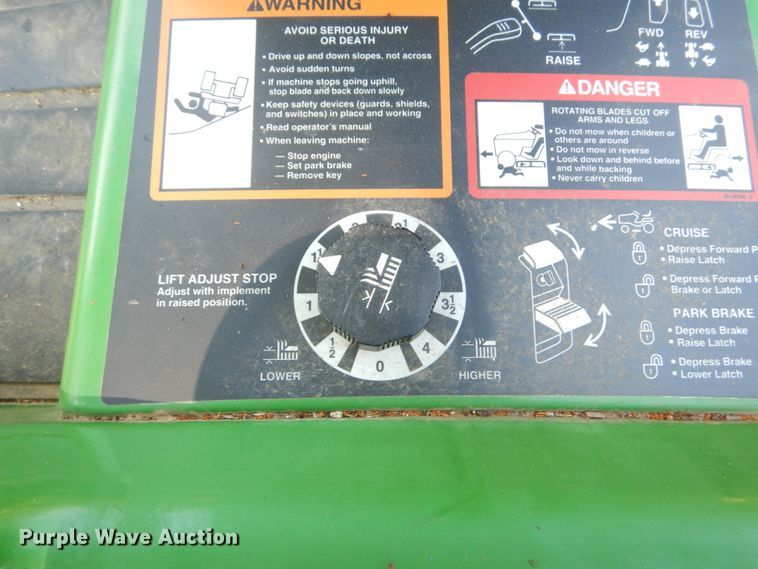 WARNING
AVOID SERIOUS INJURY
OR DEATH
• Drive up and down slopes, not across
• Avoid sudden turns
• If machine stops going uphill,
stop blade and back down slowly
• Keep safety devices (guards, shields,
and switches) in place and working
• Read operator's manual
• When leaving machine:
— Stop engine
— Set park brake
— Remove key
RAISE
FWD
REV
DANGER
ROTATING BLADES CUT OFF
ARMS AND LEGS
• Do not mow when children or
others are around
• Do not mow in reverse
• Look down and behind before
and while backing
• Never carry children
LIFT ADJUST STOP
Adjust with implement
in raised position.
3
3 1/2
4
0
1/2
1
LOWER
HIGHER
CRUISE
• Depress Forward
• Raise Latch
• Depress Forward
Brake or Latch
PARK BRAKE
• Depress Brake
• Raise Latch
• Depress Brake
• Lower Latch
Purple Wave Auction